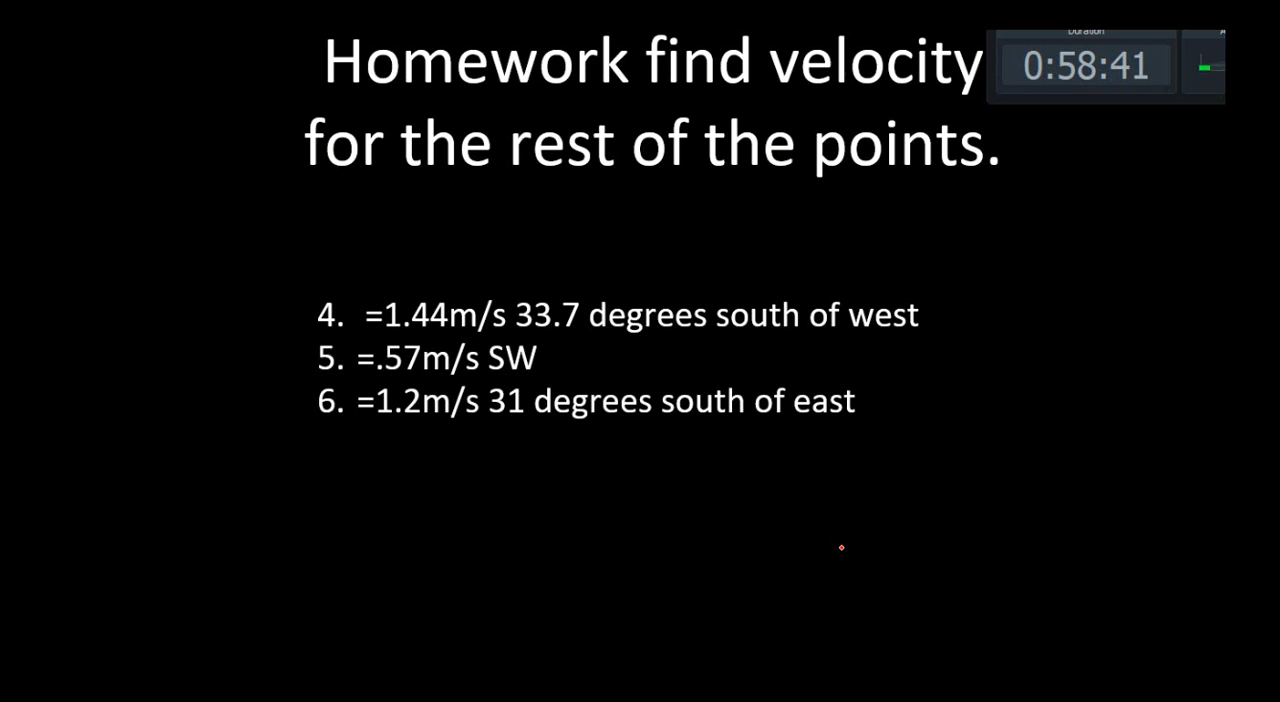 Homework find velocity
for the rest of the points.
Duration
0:58:41
4. =1.44m/s 33.7 degrees south of west
5. =.57m/s SW
6. =1.2m/s 31 degrees south of east